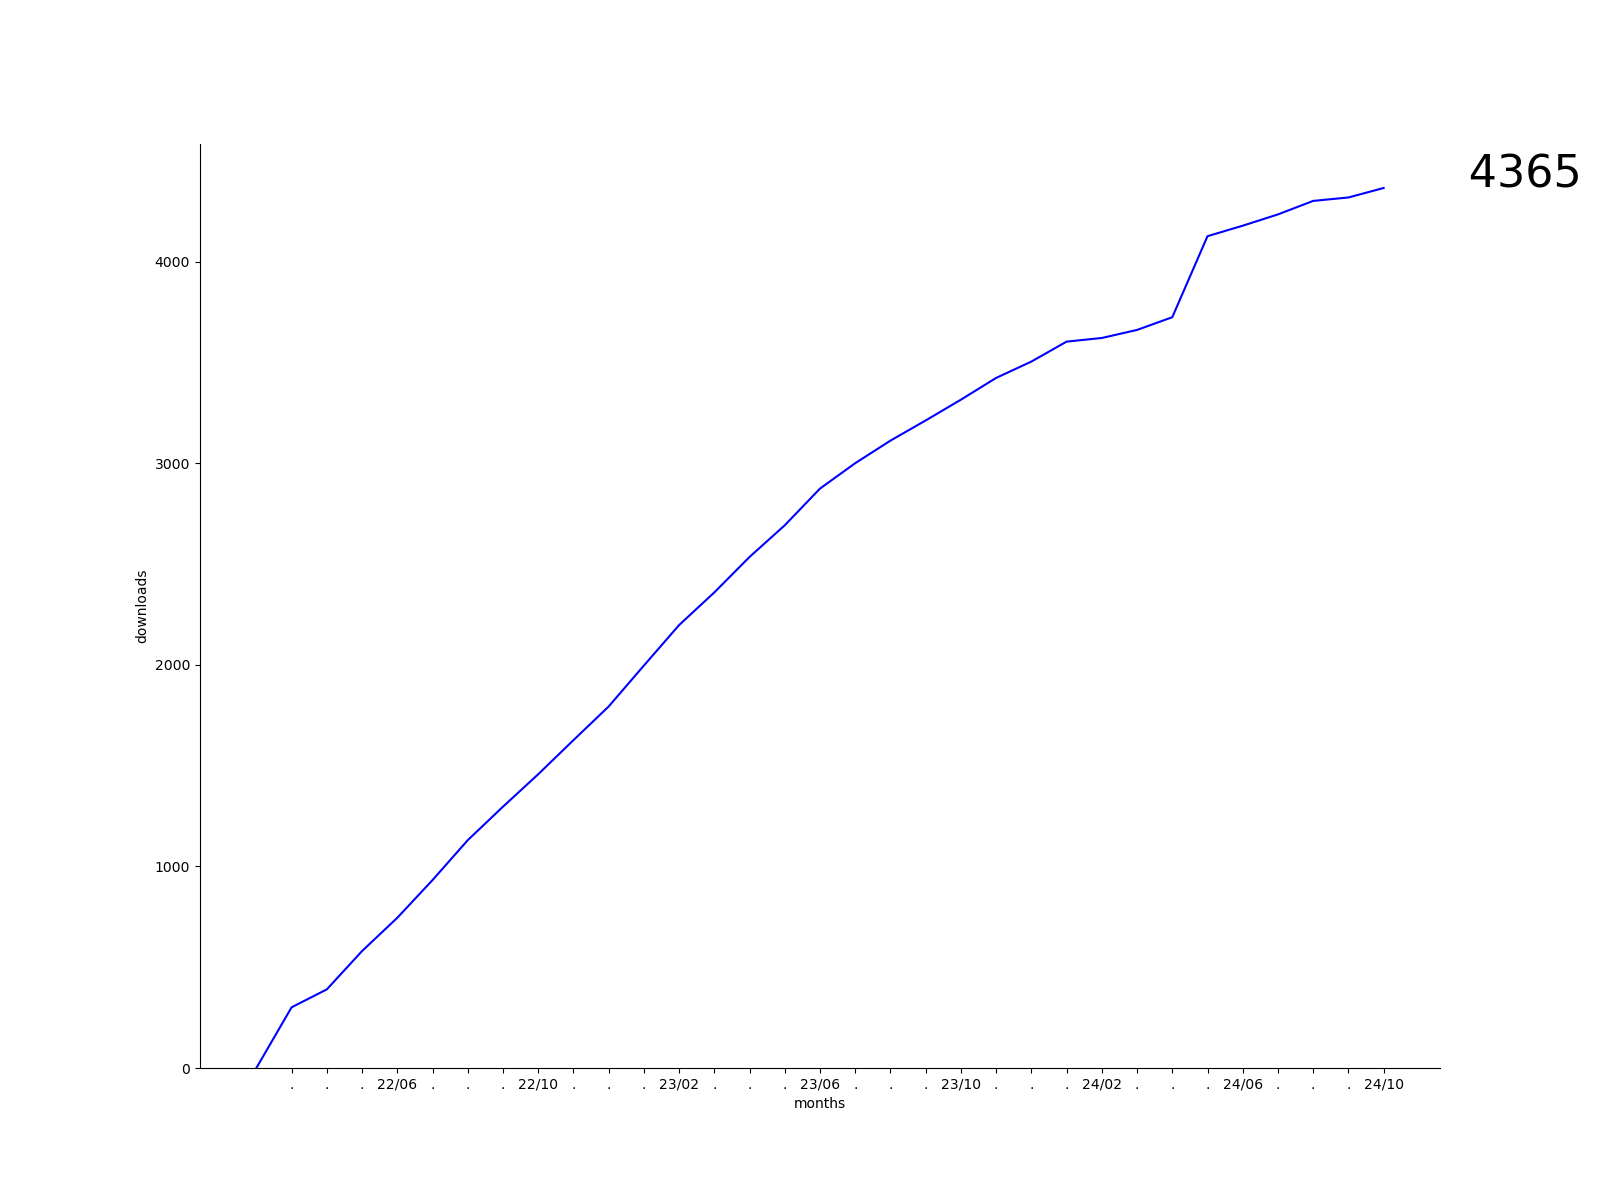 4365
4000
3000
2000
1000
0
downloads
. . . 22/06 . . . 22/10 . . . 23/02 . . . 23/06 . . . 23/10 . . . 24/02 . . . 24/06 . . . 24/10
months